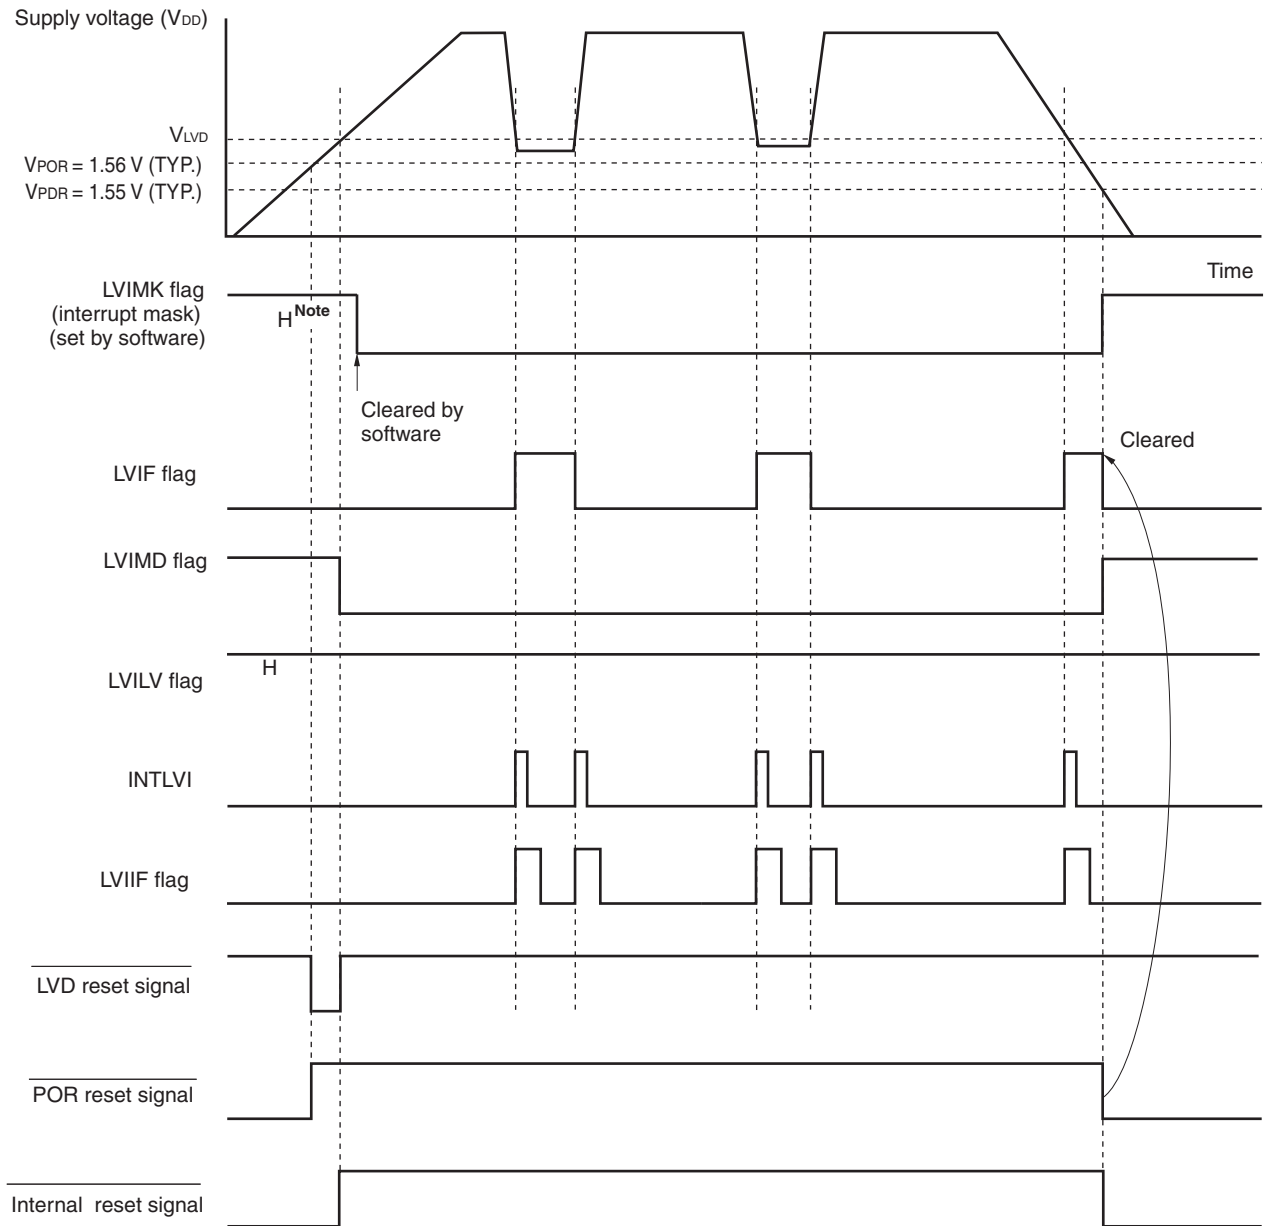 Supply voltage (VDD)
VLVD
VPOR = 1.56 V (TYP.)
VPDR = 1.55 V (TYP.)
Time
LVIMK flag
(interrupt mask)
(set by software)
H Note
Cleared by
software
Cleared
LVIF flag
LVIMD flag
H
LVILV flag
INTLVI
LVIIF flag
LVD reset signal
POR reset signal
Internal reset signal